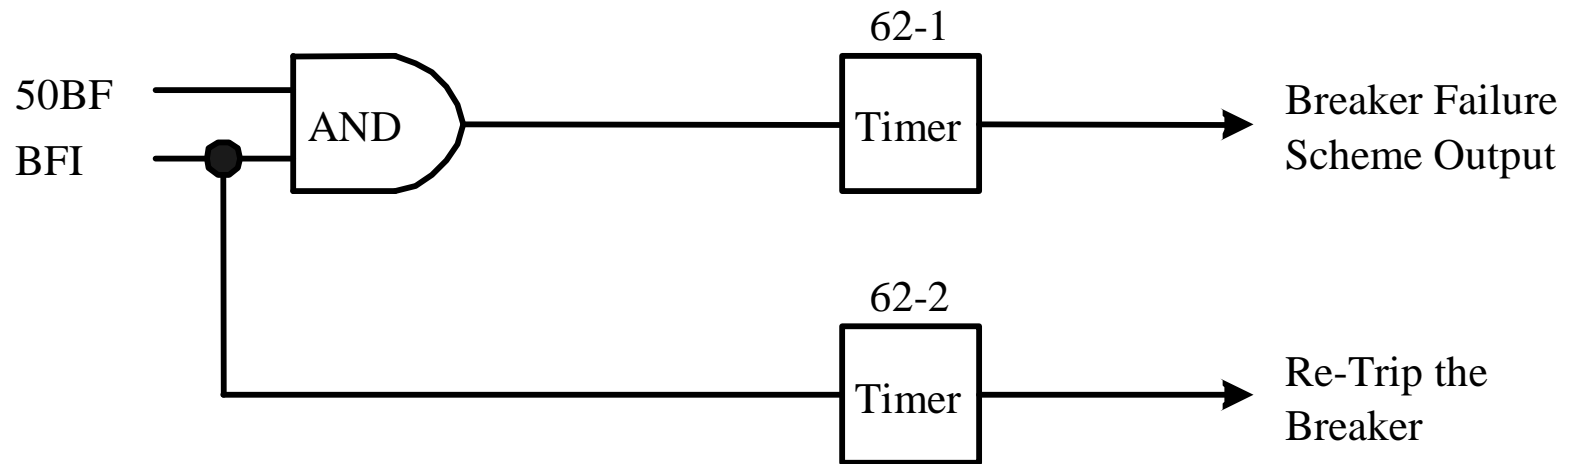 62-1
50BF
BFI
AND
Timer
Breaker Failure
Scheme Output
62-2
Timer
Re-Trip the
Breaker